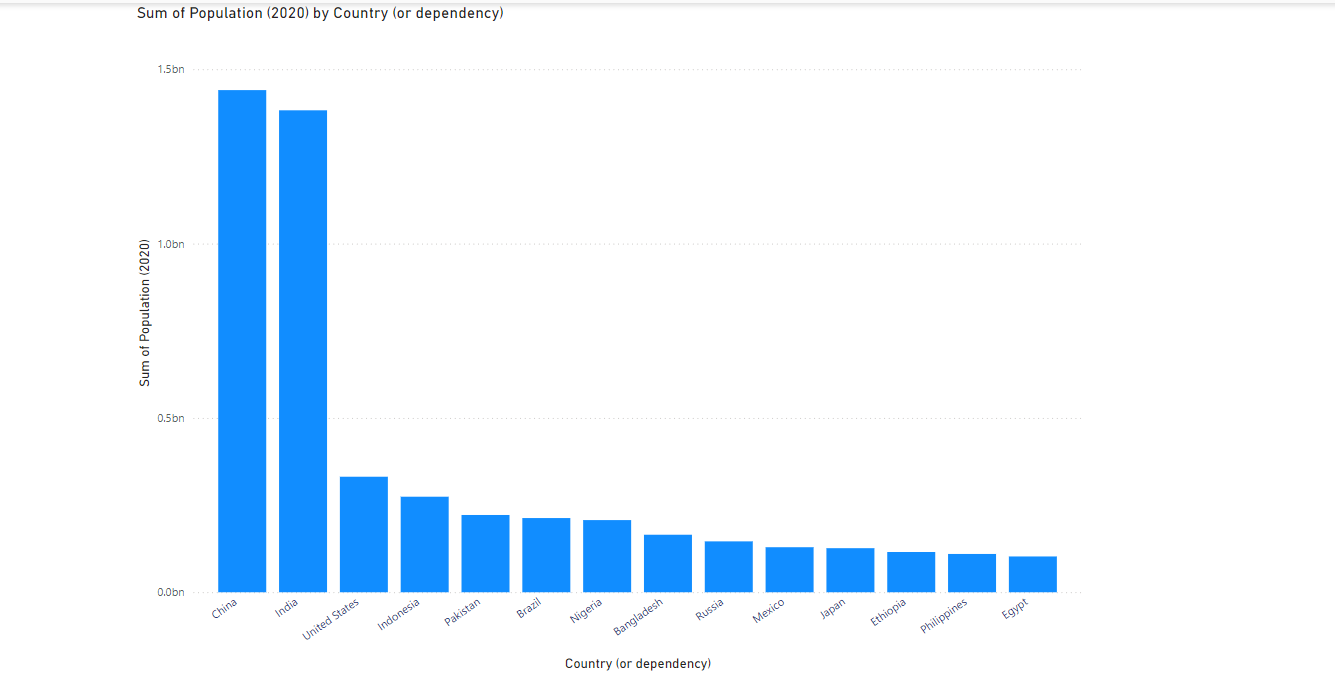 Sum of Population (2020) by Country (or dependency)
1.5bn
1.0bn
0.5bn
0.0bn
Sum of Population (2020)
China
India
United States
Indonesia
Pakistan
Brazil
Nigeria
Bangladesh
Russia
Mexico
Japan
Ethiopia
Philippines
Egypt
Country (or dependency)